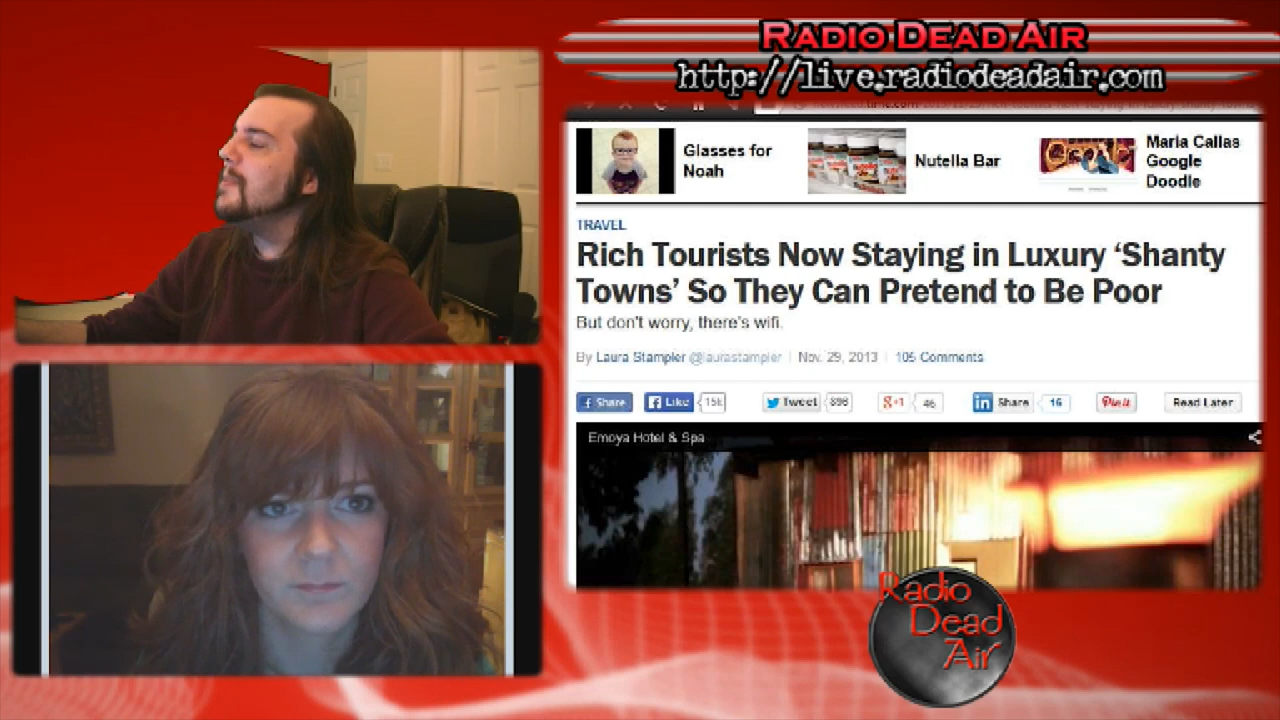 RADIO DEAD AIR
http://live.radiodeadair.com
Glasses for
Noah
Nutella Bar
Maria Callas
Google
Doodle
TRAVEL
Rich Tourists Now Staying in Luxury ‘Shanty
Towns’ So They Can Pretend to Be Poor
But don't worry, there's wifi.
By Laura Stampler @laurastampler | Nov. 29, 2013 | 105 Comments
Share Like 15k Tweet 898 +1 46 in Share 16 Pin it Read Later
Emoya Hotel & Spa
Radio
Dead
Air